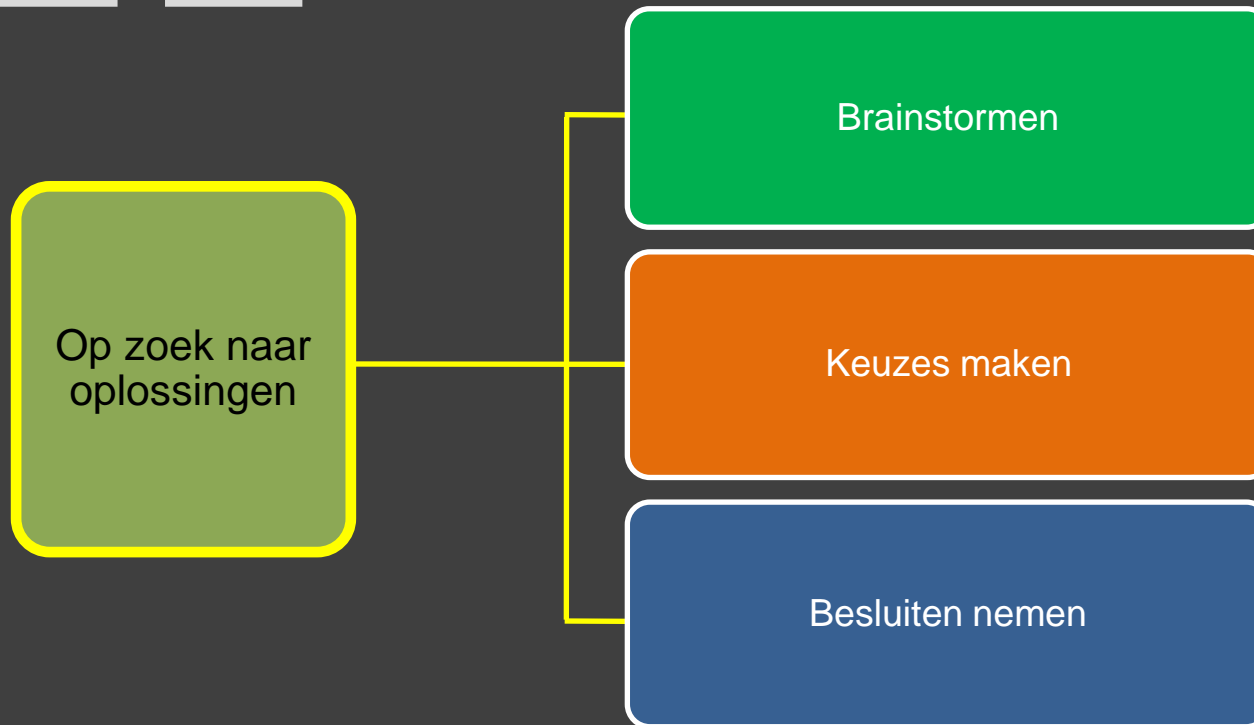 Brainstormen
Op zoek naar
oplossingen
Keuzes maken
Besluiten nemen